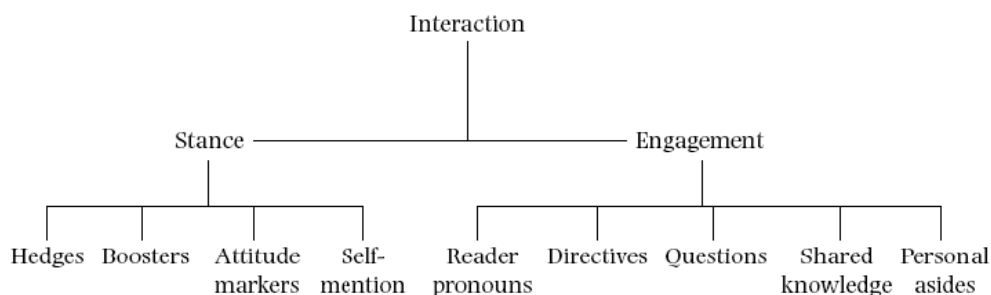 Interaction
Stance
Engagement
Hedges
Boosters
Attitude
markers
Self-
mention
Reader
pronouns
Directives
Questions
Shared
knowledge
Personal
asides